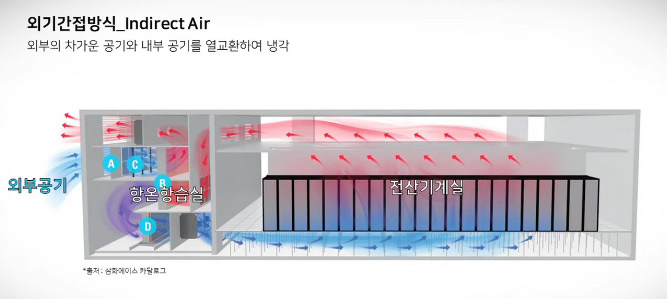 외기간접방식_Indirect Air
외부의 차가운 공기와 내부 공기를 열교환하여 냉각
A
C
외부공기
B
항온항습실
전산기계실
D
*출처 : 삼화에이스 카달로그